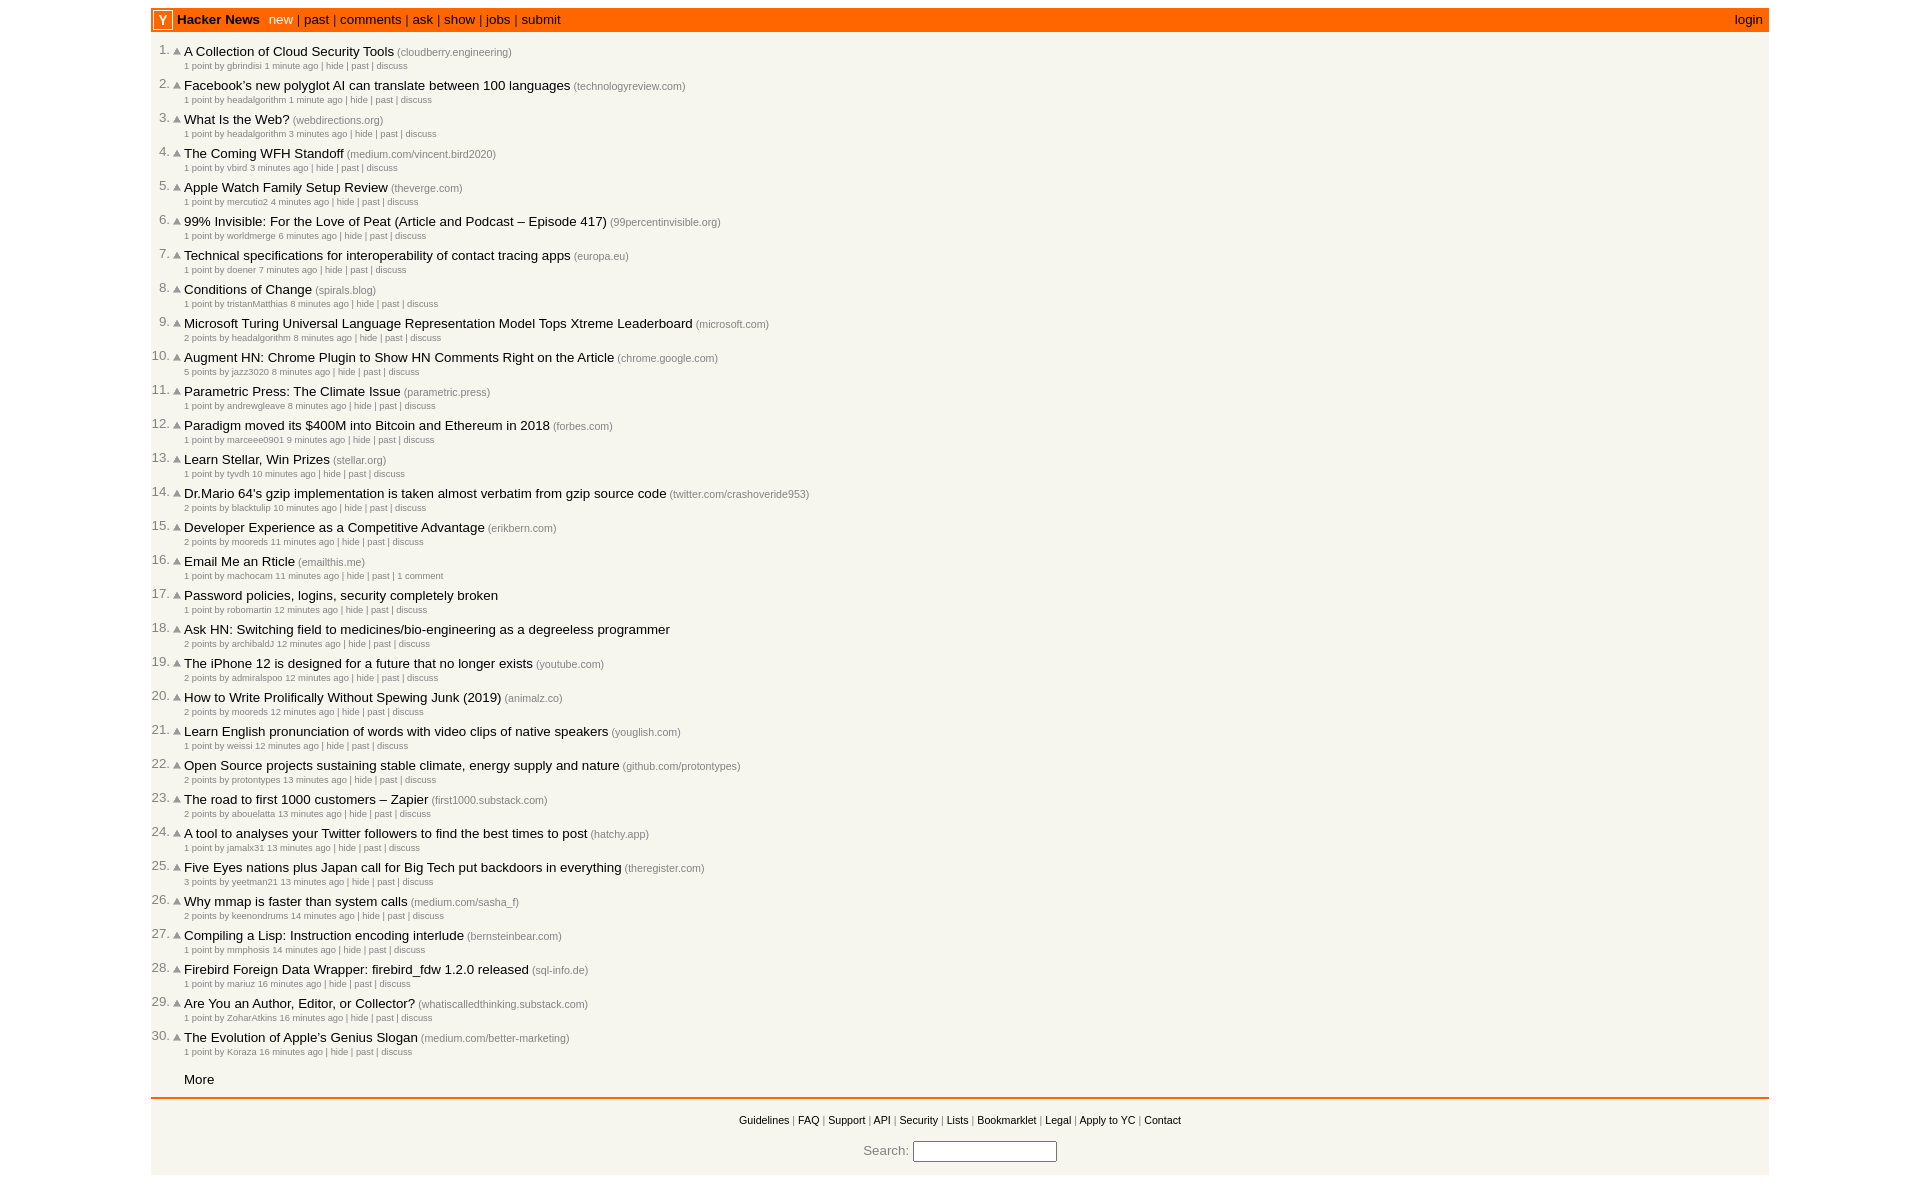 Y Hacker News new | past | comments | ask | show | jobs | submit login
1. A Collection of Cloud Security Tools (cloudberry.engineering)
1 point by gbrindisi 1 minute ago | hide | past | discuss
2. Facebook’s new polyglot AI can translate between 100 languages (technologyreview.com)
1 point by headalgorithm 1 minute ago | hide | past | discuss
3. What Is the Web? (webdirections.org)
1 point by headalgorithm 3 minutes ago | hide | past | discuss
4. The Coming WFH Standoff (medium.com/vincent.bird2020)
1 point by vbird 3 minutes ago | hide | past | discuss
5. Apple Watch Family Setup Review (theverge.com)
1 point by mercutio2 4 minutes ago | hide | past | discuss
6. 99% Invisible: For the Love of Peat (Article and Podcast – Episode 417) (99percentinvisible.org)
1 point by worldmerge 6 minutes ago | hide | past | discuss
7. Technical specifications for interoperability of contact tracing apps (europa.eu)
1 point by doener 7 minutes ago | hide | past | discuss
8. Conditions of Change (spirals.blog)
1 point by tristanMatthias 8 minutes ago | hide | past | discuss
9. Microsoft Turing Universal Language Representation Model Tops Xtreme Leaderboard (microsoft.com)
2 points by headalgorithm 8 minutes ago | hide | past | discuss
10. Augment HN: Chrome Plugin to Show HN Comments Right on the Article (chrome.google.com)
5 points by jazz3020 8 minutes ago | hide | past | discuss
11. Parametric Press: The Climate Issue (parametric.press)
1 point by andrewgleave 8 minutes ago | hide | past | discuss
12. Paradigm moved its $400M into Bitcoin and Ethereum in 2018 (forbes.com)
1 point by marceee0901 9 minutes ago | hide | past | discuss
13. Learn Stellar, Win Prizes (stellar.org)
1 point by tyvdh 10 minutes ago | hide | past | discuss
14. Dr.Mario 64's gzip implementation is taken almost verbatim from gzip source code (twitter.com/crashoveride953)
2 points by blacktulip 10 minutes ago | hide | past | discuss
15. Developer Experience as a Competitive Advantage (erikbern.com)
2 points by mooreds 11 minutes ago | hide | past | discuss
16. Email Me an Rticle (emailthis.me)
1 point by machocam 11 minutes ago | hide | past | 1 comment
17. Password policies, logins, security completely broken
1 point by robomartin 12 minutes ago | hide | past | discuss
18. Ask HN: Switching field to medicines/bio-engineering as a degreeless programmer
2 points by archibaldJ 12 minutes ago | hide | past | discuss
19. The iPhone 12 is designed for a future that no longer exists (youtube.com)
2 points by admiralspoo 12 minutes ago | hide | past | discuss
20. How to Write Prolifically Without Spewing Junk (2019) (animalz.co)
2 points by mooreds 12 minutes ago | hide | past | discuss
21. Learn English pronunciation of words with video clips of native speakers (youglish.com)
1 point by weissi 12 minutes ago | hide | past | discuss
22. Open Source projects sustaining stable climate, energy supply and nature (github.com/protontypes)
2 points by protontypes 13 minutes ago | hide | past | discuss
23. The road to first 1000 customers – Zapier (first1000.substack.com)
2 points by abouelatta 13 minutes ago | hide | past | discuss
24. A tool to analyses your Twitter followers to find the best times to post (hatchy.app)
1 point by jamalx31 13 minutes ago | hide | past | discuss
25. Five Eyes nations plus Japan call for Big Tech put backdoors in everything (theregister.com)
3 points by yeetman21 13 minutes ago | hide | past | discuss
26. Why mmap is faster than system calls (medium.com/sasha_f)
2 points by keenondrums 14 minutes ago | hide | past | discuss
27. Compiling a Lisp: Instruction encoding interlude (bernsteinbear.com)
1 point by mmphosis 14 minutes ago | hide | past | discuss
28. Firebird Foreign Data Wrapper: firebird_fdw 1.2.0 released (sql-info.de)
1 point by mariuz 16 minutes ago | hide | past | discuss
29. Are You an Author, Editor, or Collector? (whatiscalledthinking.substack.com)
1 point by ZoharAtkins 16 minutes ago | hide | past | discuss
30. The Evolution of Apple’s Genius Slogan (medium.com/better-marketing)
1 point by Koraza 16 minutes ago | hide | past | discuss
More
Guidelines | FAQ | Support | API | Security | Lists | Bookmarklet | Legal | Apply to YC | Contact
Search: